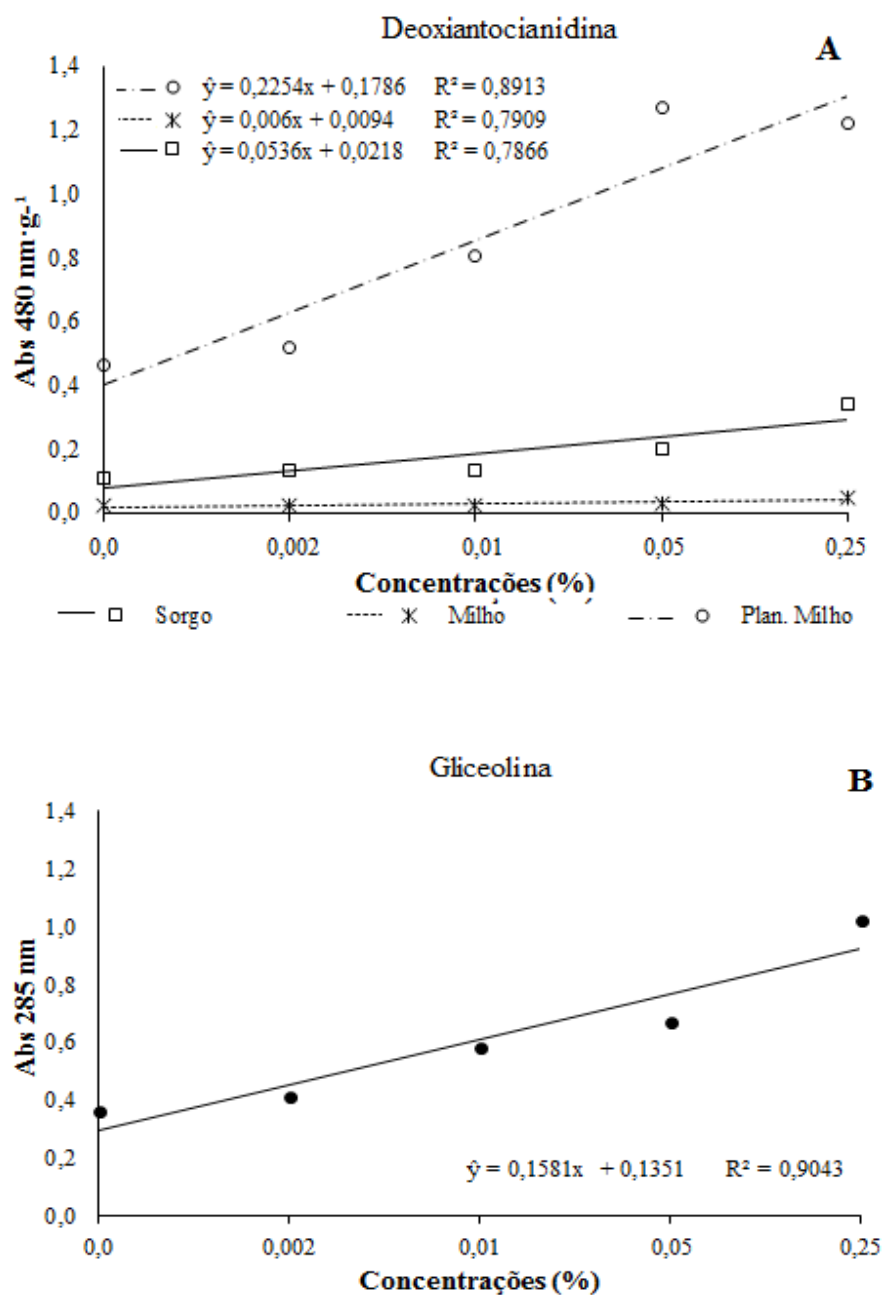 Deoxiantocianidina
A
1,4
1,2
1,0
0,8
0,6
0,4
0,2
0,0
Abs 480 nm·g-¹
ŷ = 0,2254x + 0,1786 R² = 0,8913
ŷ = 0,006x + 0,0094 R² = 0,7909
ŷ = 0,0536x + 0,0218 R² = 0,7866
0,0 0,002 0,01 0,05 0,25
Concentrações (%)
Sorgo Milho Plan. Milho
Gliceolina
B
1,4
1,2
1,0
0,8
0,6
0,4
0,2
0,0
Abs 285 nm
ŷ = 0,1581x + 0,1351 R² = 0,9043
0,0 0,002 0,01 0,05 0,25
Concentrações (%)